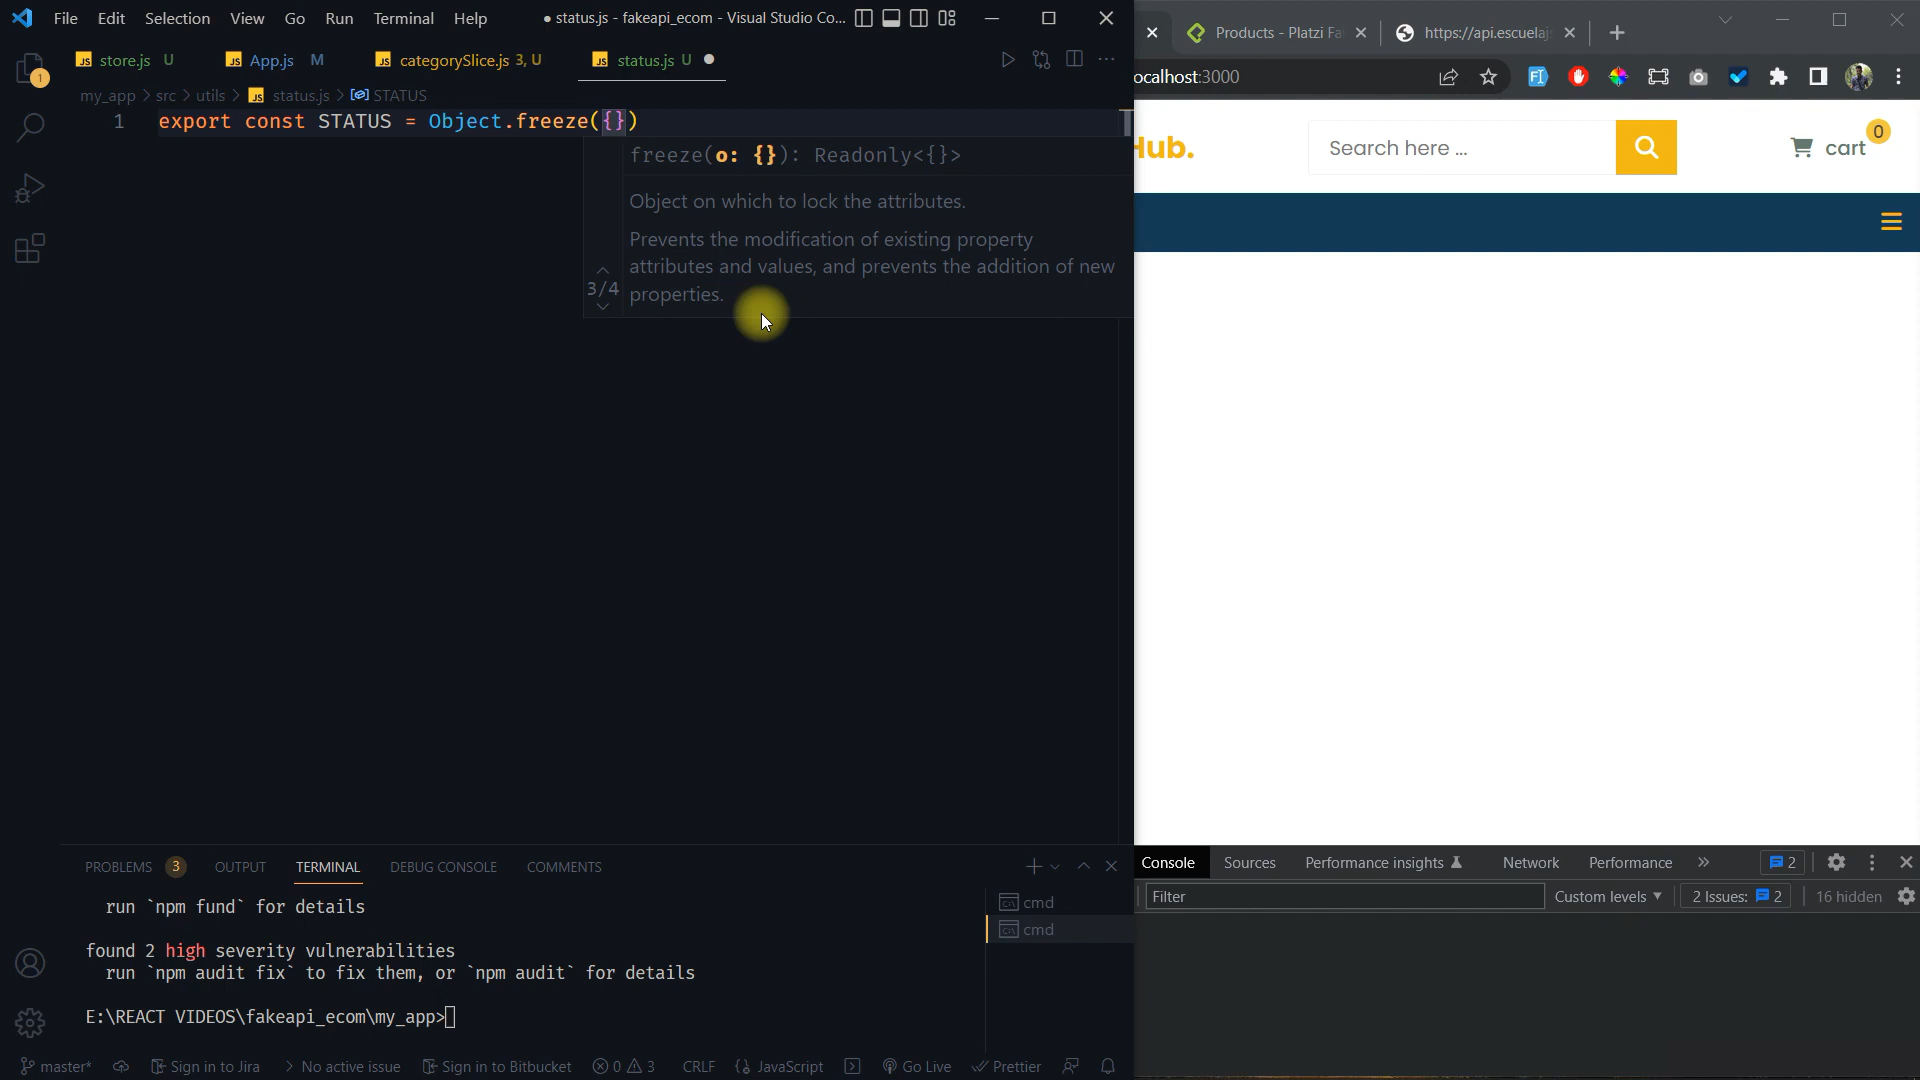 File Edit Selection View Go Run Terminal Help
● status.js - fakeapi_ecom - Visual Studio Co...
store.js U App.js M categorySlice.js 3, U status.js U
my_app > src > utils > status.js > STATUS
1 export const STATUS = Object.freeze({})
freeze(o: {}): Readonly<{}>
Object on which to lock the attributes.
Prevents the modification of existing property
attributes and values, and prevents the addition of new
3/4 properties.
PROBLEMS 3 OUTPUT TERMINAL DEBUG CONSOLE COMMENTS
run `npm fund` for details
found 2 high severity vulnerabilities
run `npm audit fix` to fix them, or `npm audit` for details
E:\REACT VIDEOS\fakeapi_ecom\my_app>
cmd
cmd
master* Sign in to Jira > No active issue Sign in to Bitbucket 0 3 CRLF {} JavaScript Go Live Prettier
1
Products - Platzi Fa https://api.escuelajs
ocalhost:3000
Hub.
Search here ...
cart 0
Console Sources Performance insights Network Performance » 2
Filter Custom levels 2 Issues: 2 16 hidden